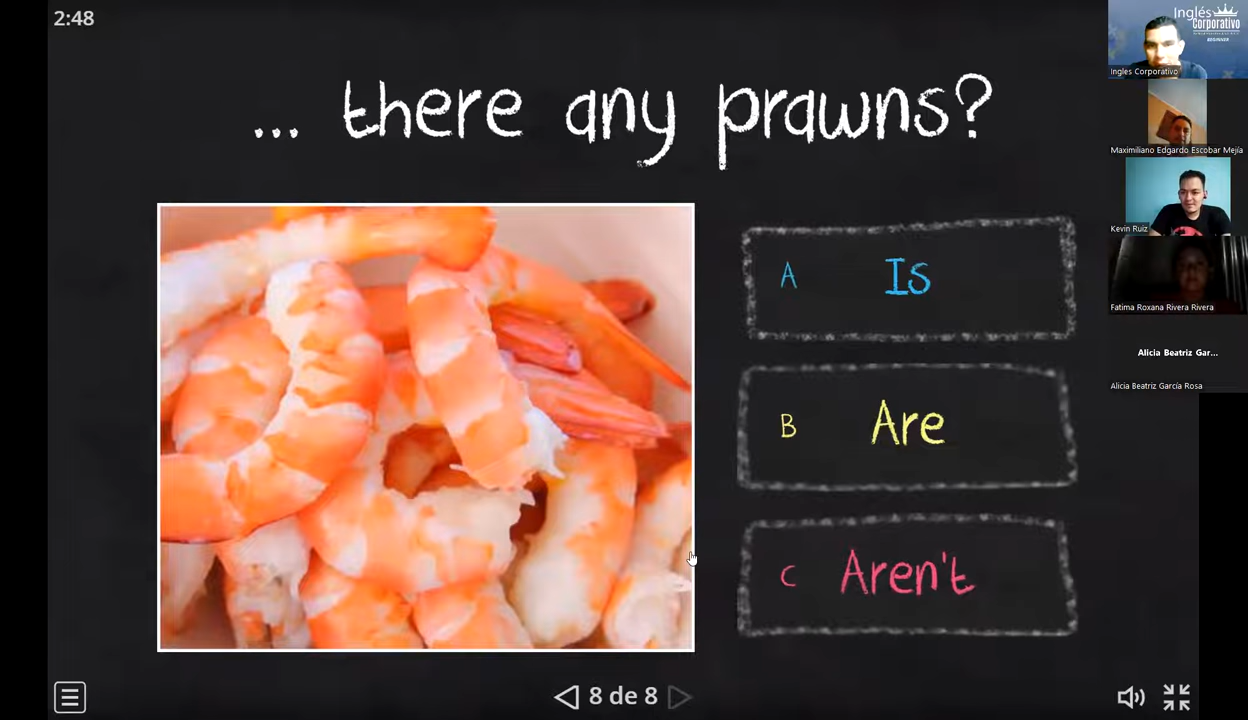 2:48
... there any prawns?
A Is
B Are
C Aren't
8 de 8
Inglés
Corporativo
BEGINNER
Ingles Corporativo
Maximiliano Edgardo Escobar Mejía
Kevin Ruiz
Fatima Roxana Rivera Rivera
Alicia Beatriz Gar...
Alicia Beatriz García Rosa